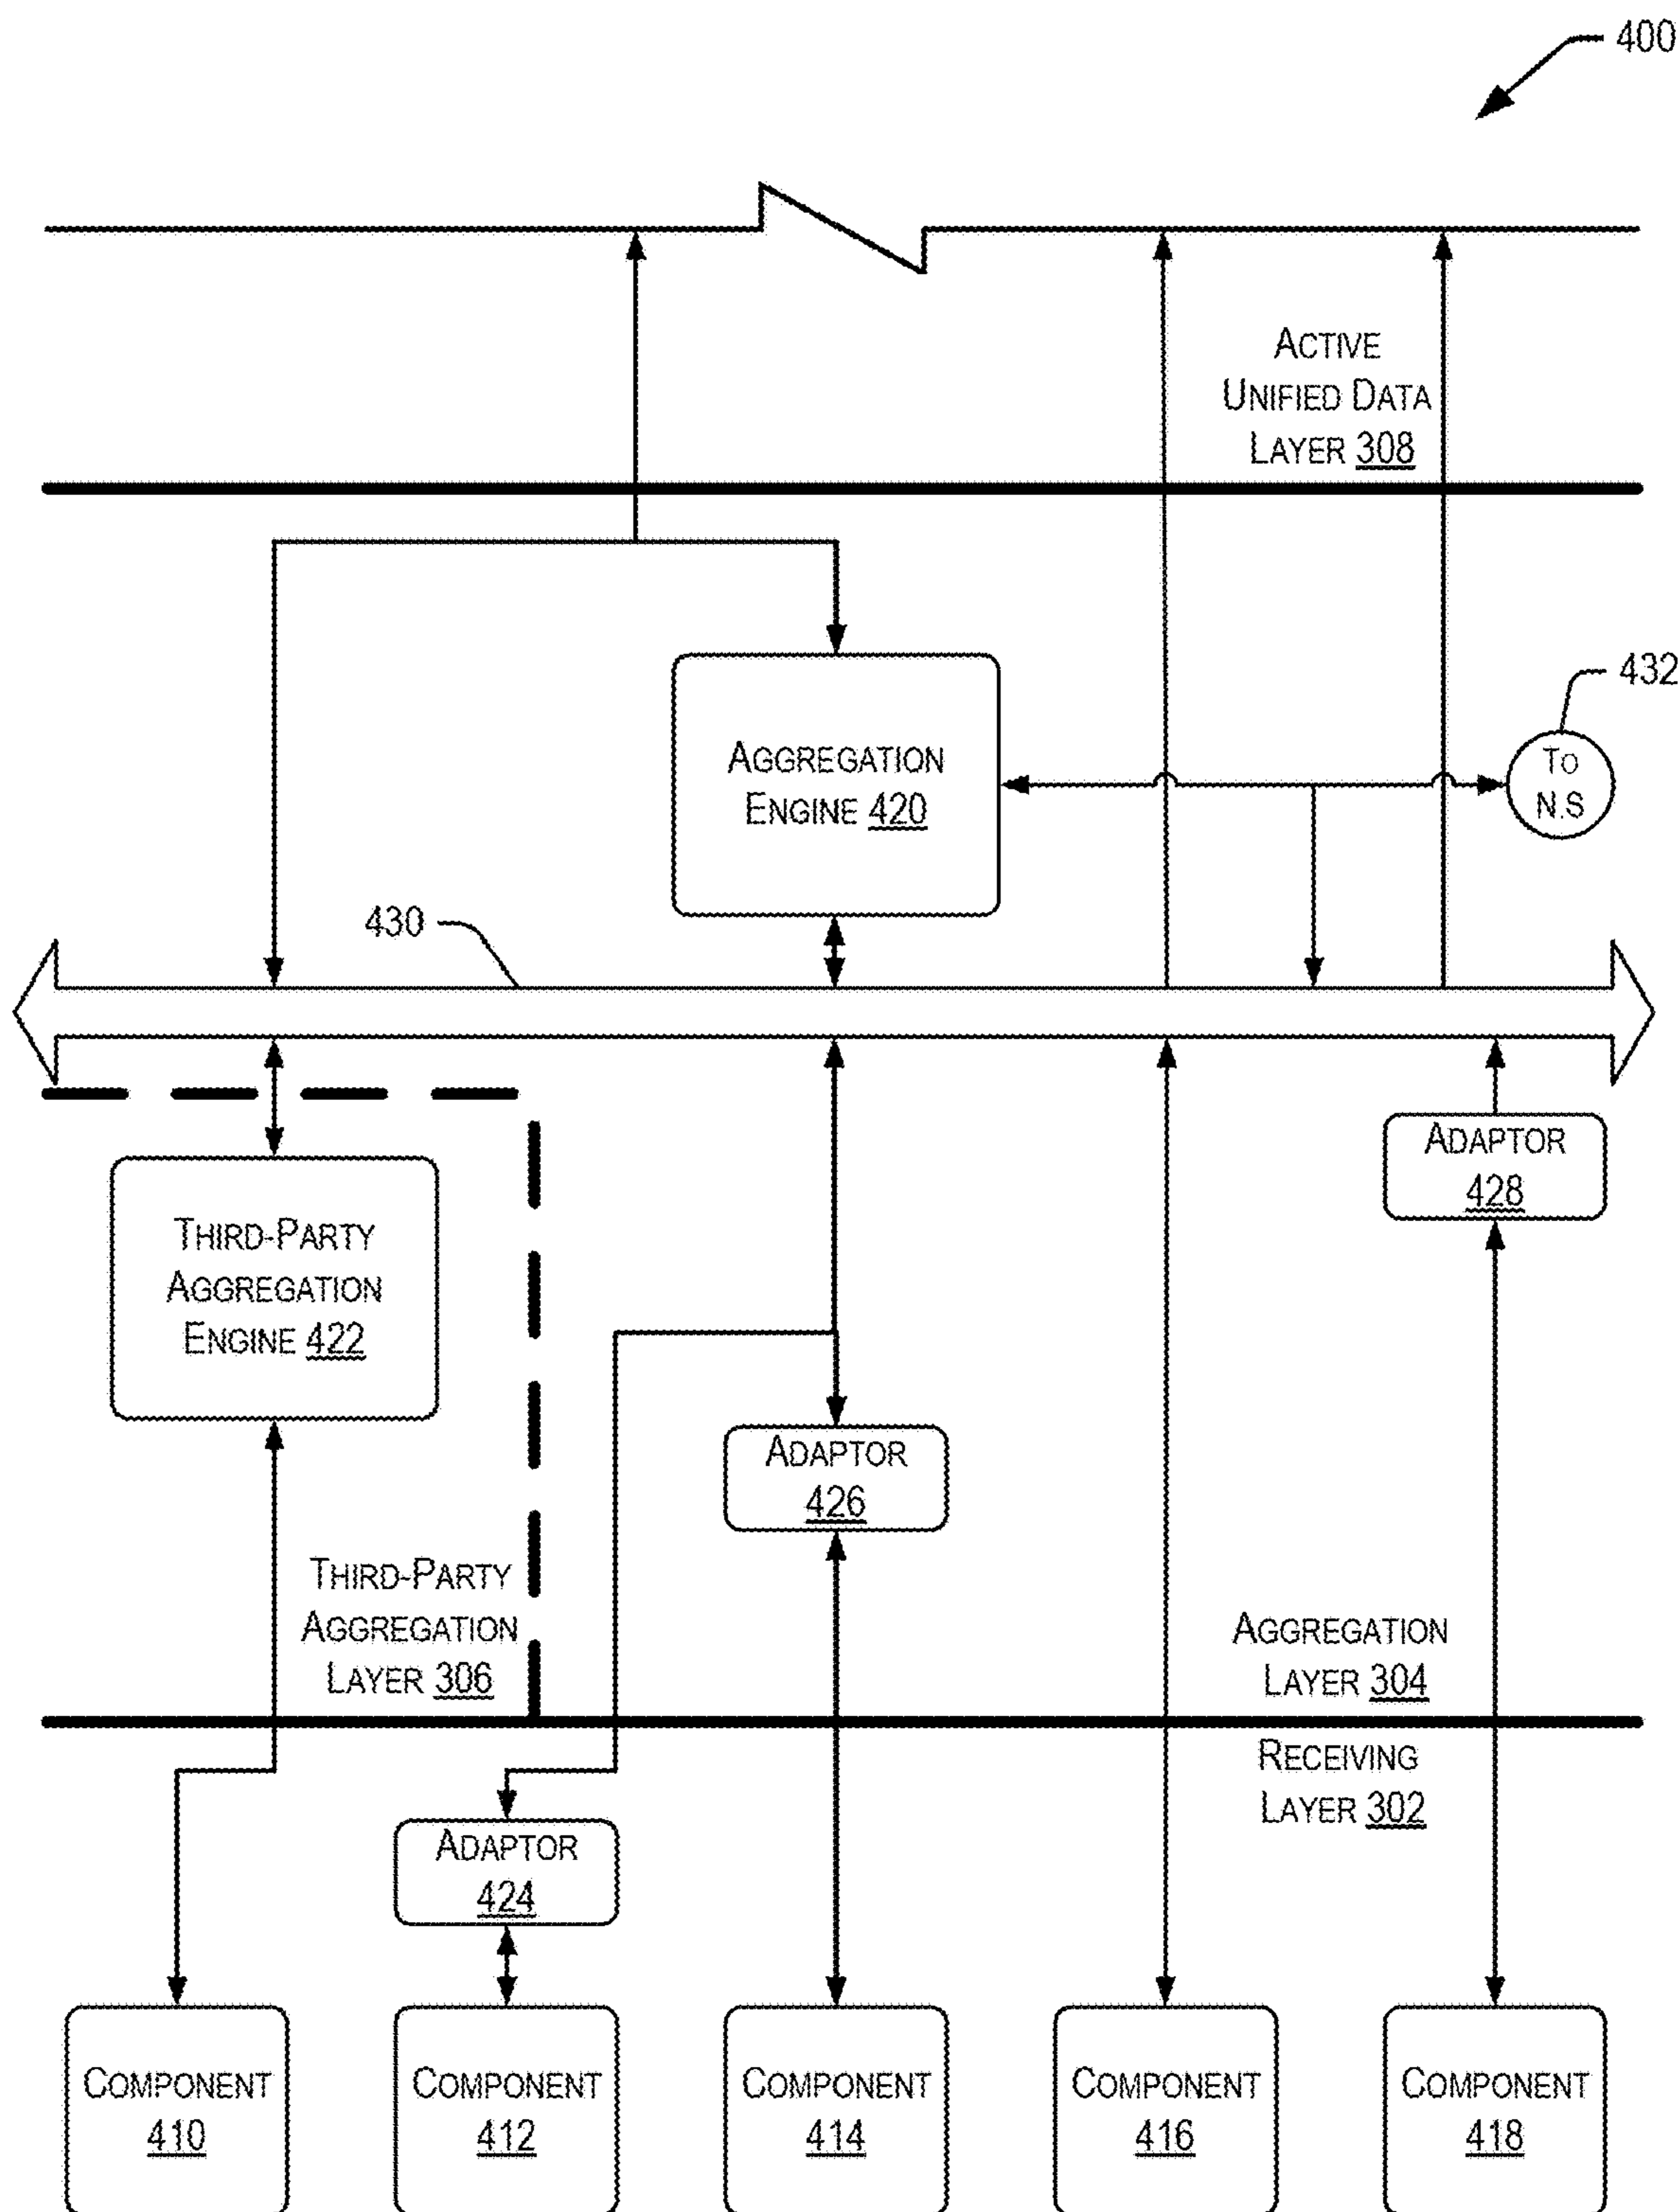 400
ACTIVE
UNIFIED DATA
LAYER 308
432
AGGREGATION
ENGINE 420
TO
N.S
430
ADAPTOR
428
THIRD-PARTY
AGGREGATION
ENGINE 422
ADAPTOR
426
THIRD-PARTY
AGGREGATION
LAYER 306
AGGREGATION
LAYER 304
RECEIVING
LAYER 302
ADAPTOR
424
COMPONENT
410
COMPONENT
412
COMPONENT
414
COMPONENT
416
COMPONENT
418